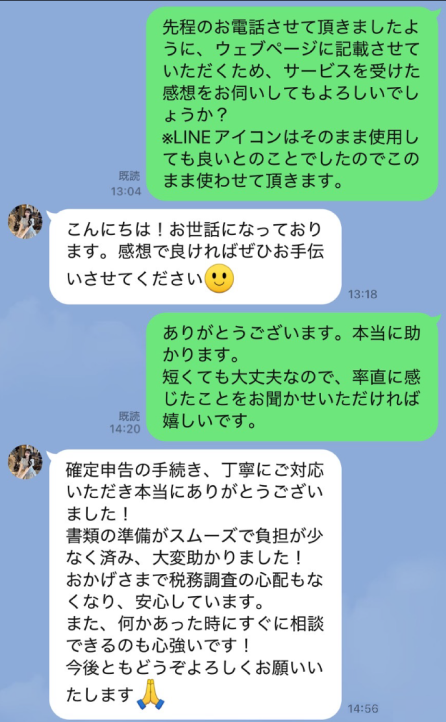 先程のお電話させて頂きましたよ
うに、ウェブページに記載させて
いただくため、サービスを受けた
感想をお伺いしてもよろしいでし
ょうか？
※LINEアイコンはそのまま使用し
ても良いとのことでしたのでこの
まま使わせて頂きます。
既読
13:04
こんにちは！お世話になっており
ます。感想で良ければぜひお手伝
いさせてください🙂
13:18
ありがとうございます。本当に助
かります。
短くても大丈夫なので、率直に感
じたことをお聞かせいただければ
嬉しいです。
既読
14:20
確定申告の手続き、丁寧にご対応
いただき本当にありがとうござい
ました！
書類の準備がスムーズで負担が少
なく済み、大変助かりました！
おかげさまで税務調査の心配もな
くなり、安心しています。
また、何かあった時にすぐに相談
できるのも心強いです！
今後ともどうぞよろしくお願いい
たします🙏
14:56